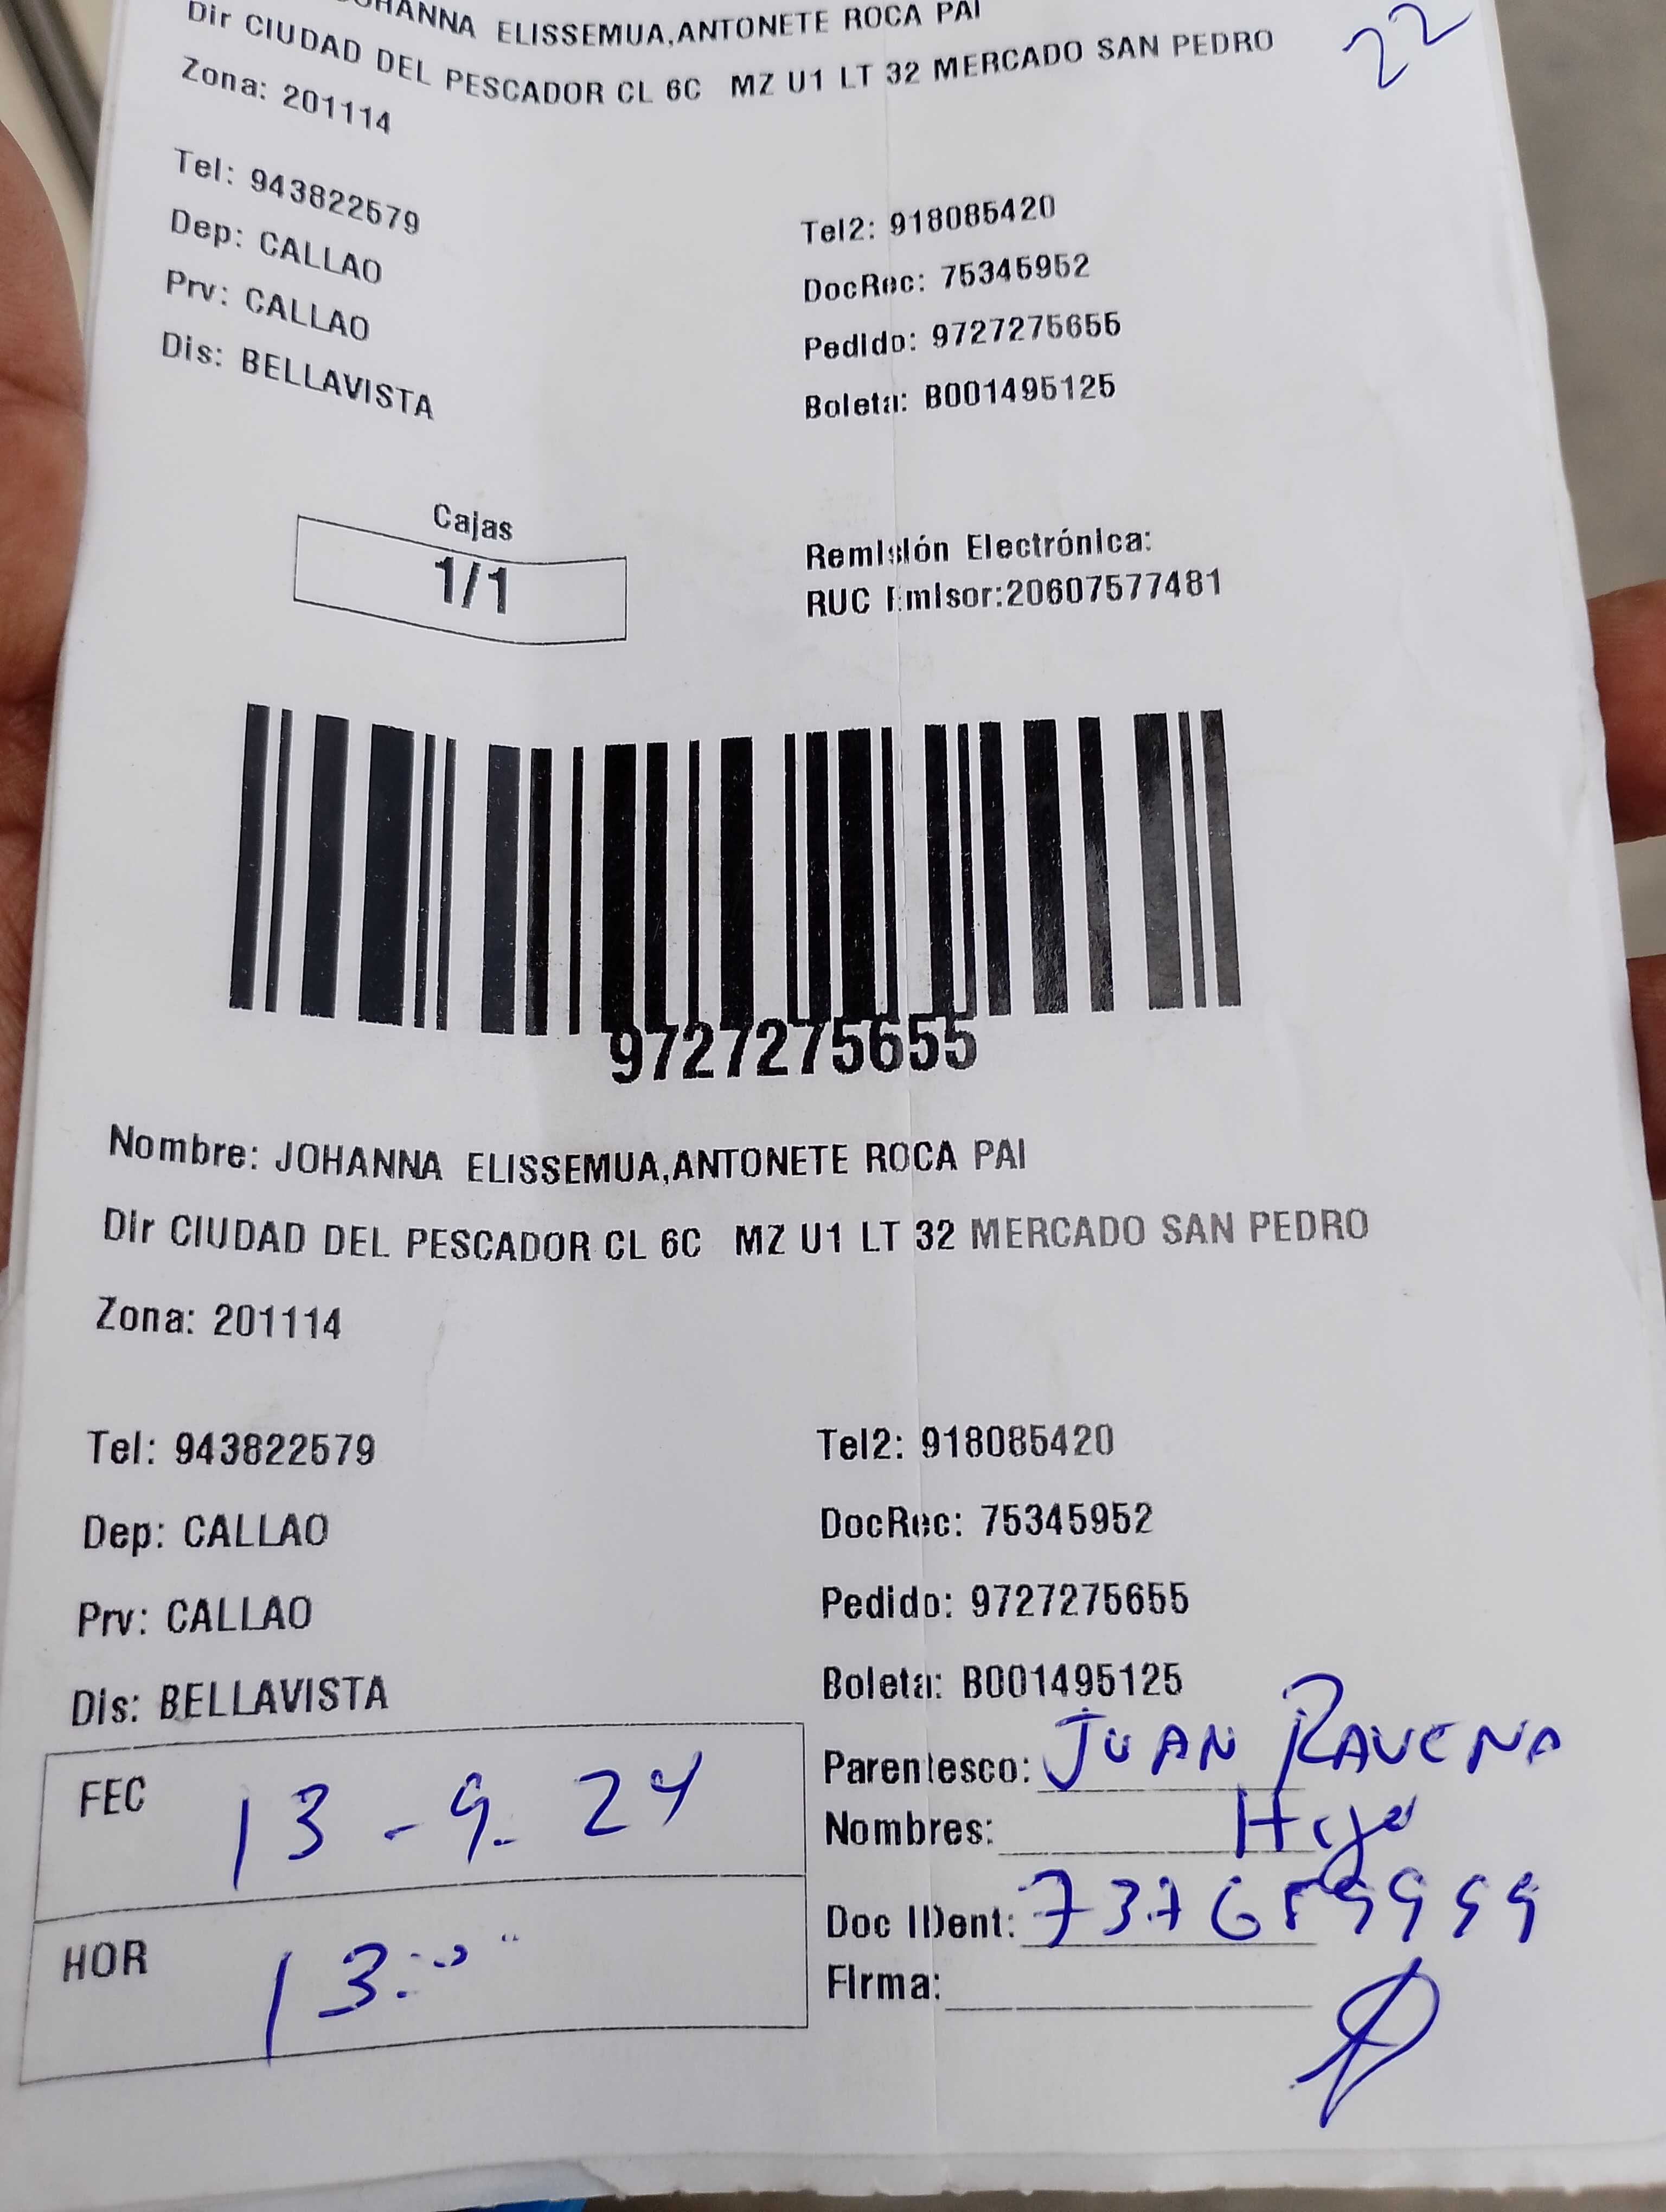 JOHANNA ELISSEMUA,ANTONETE ROCA PAI
22
Dir CIUDAD DEL PESCADOR CL 6C MZ U1 LT 32 MERCADO SAN PEDRO
Zona: 201114
Tel: 943822579
Tel2: 918085420
Dep: CALLAO
DocRec: 75345952
Prv: CALLAO
Pedido: 9727275655
Dis: BELLAVISTA
Boleta: B001495125
Cajas
1/1
Remisión Electrónica:
RUC Emisor:20607577481
9727275655
Nombre: JOHANNA ELISSEMUA,ANTONETE ROCA PAI
Dir CIUDAD DEL PESCADOR CL 6C MZ U1 LT 32 MERCADO SAN PEDRO
Zona: 201114
Tel: 943822579
Tel2: 918085420
Dep: CALLAO
DocRec: 75345952
Prv: CALLAO
Pedido: 9727275655
Dis: BELLAVISTA
Boleta: B001495125
FEC 13-9-24
Parentesco: JUAN RAVENA
Nombres: Hijo
Doc IDent:
HOR 13:00"
Firma: